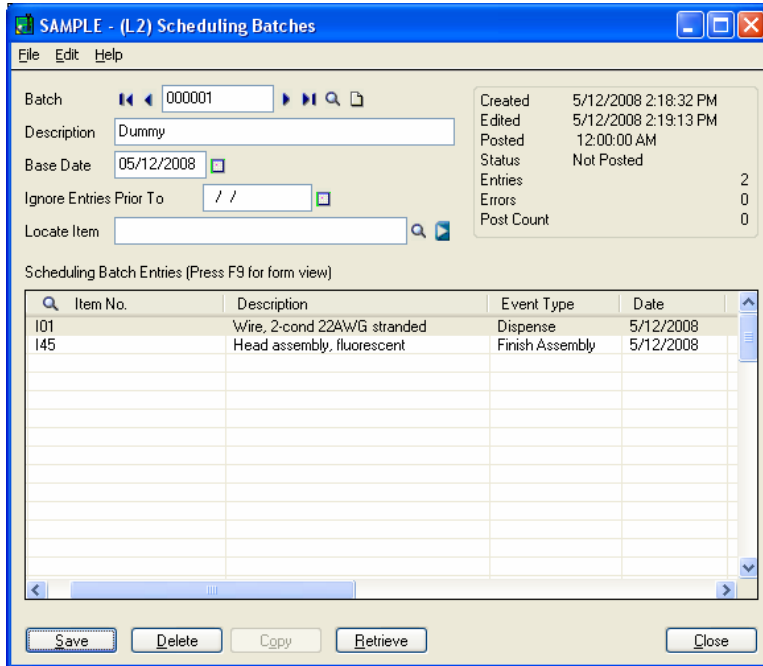 SAMPLE - (L2) Scheduling Batches
File Edit Help
Batch 000001
Description Dummy
Base Date 05/12/2008
Ignore Entries Prior To / /
Locate Item
Created 5/12/2008 2:18:32 PM
Edited 5/12/2008 2:19:13 PM
Posted 12:00:00 AM
Status Not Posted
Entries 2
Errors 0
Post Count 0
Scheduling Batch Entries (Press F9 for form view)
Item No. Description Event Type Date
I01 Wire, 2-cond 22AWG stranded Dispense 5/12/2008
I45 Head assembly, fluorescent Finish Assembly 5/12/2008
Save Delete Copy Retrieve Close